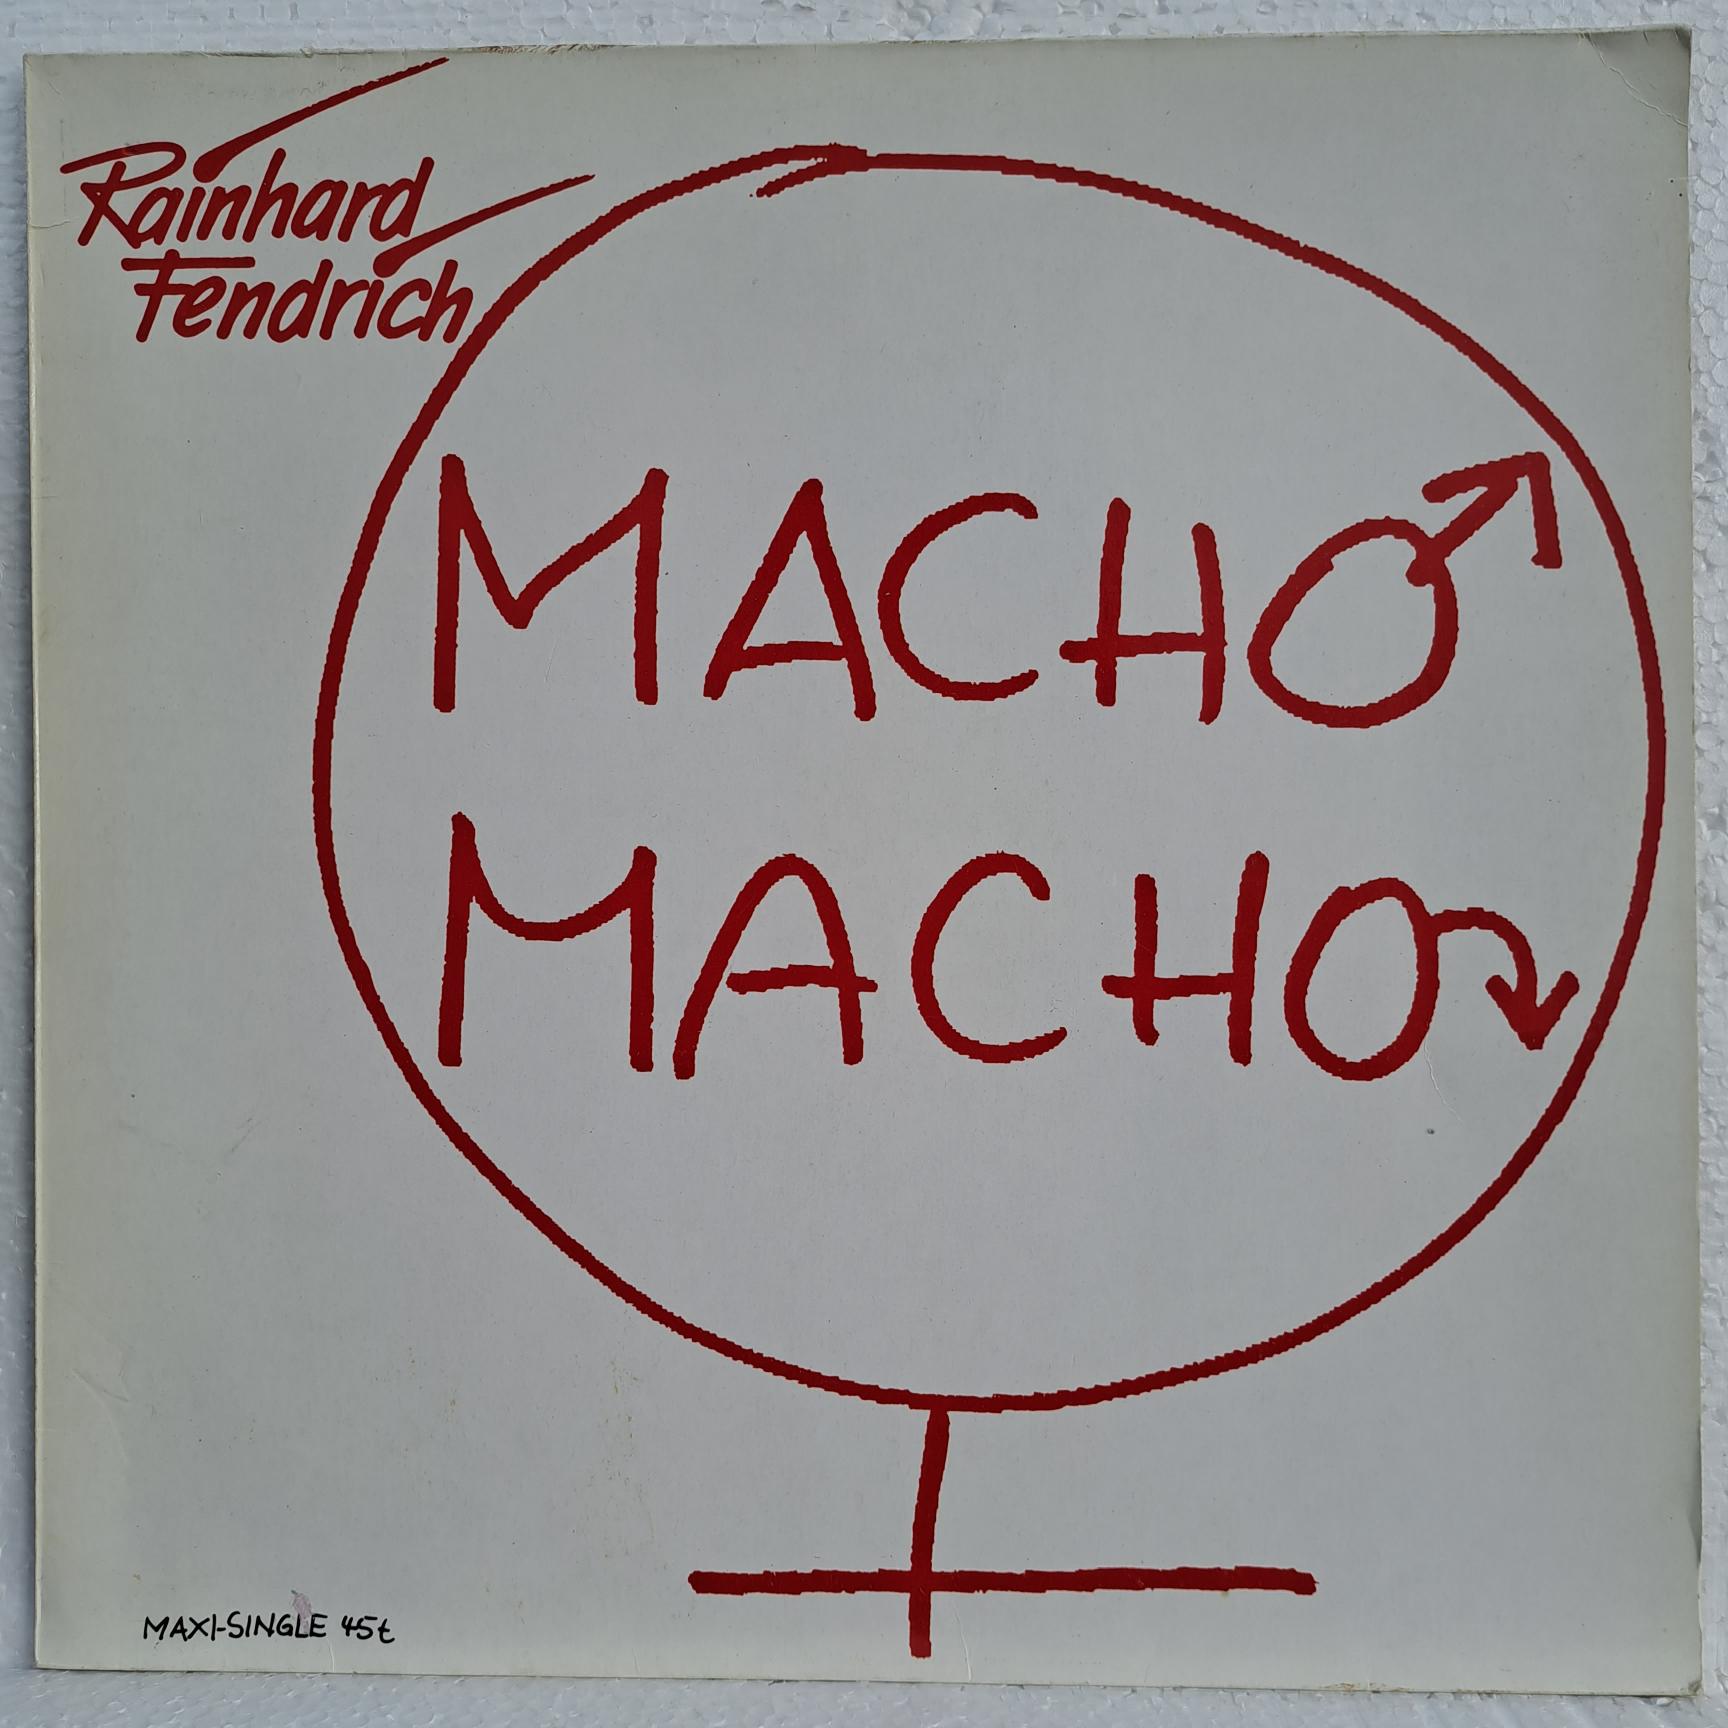 Rainhard
Fendrich
MACHO
MACHO
MAXI-SINGLE 45t